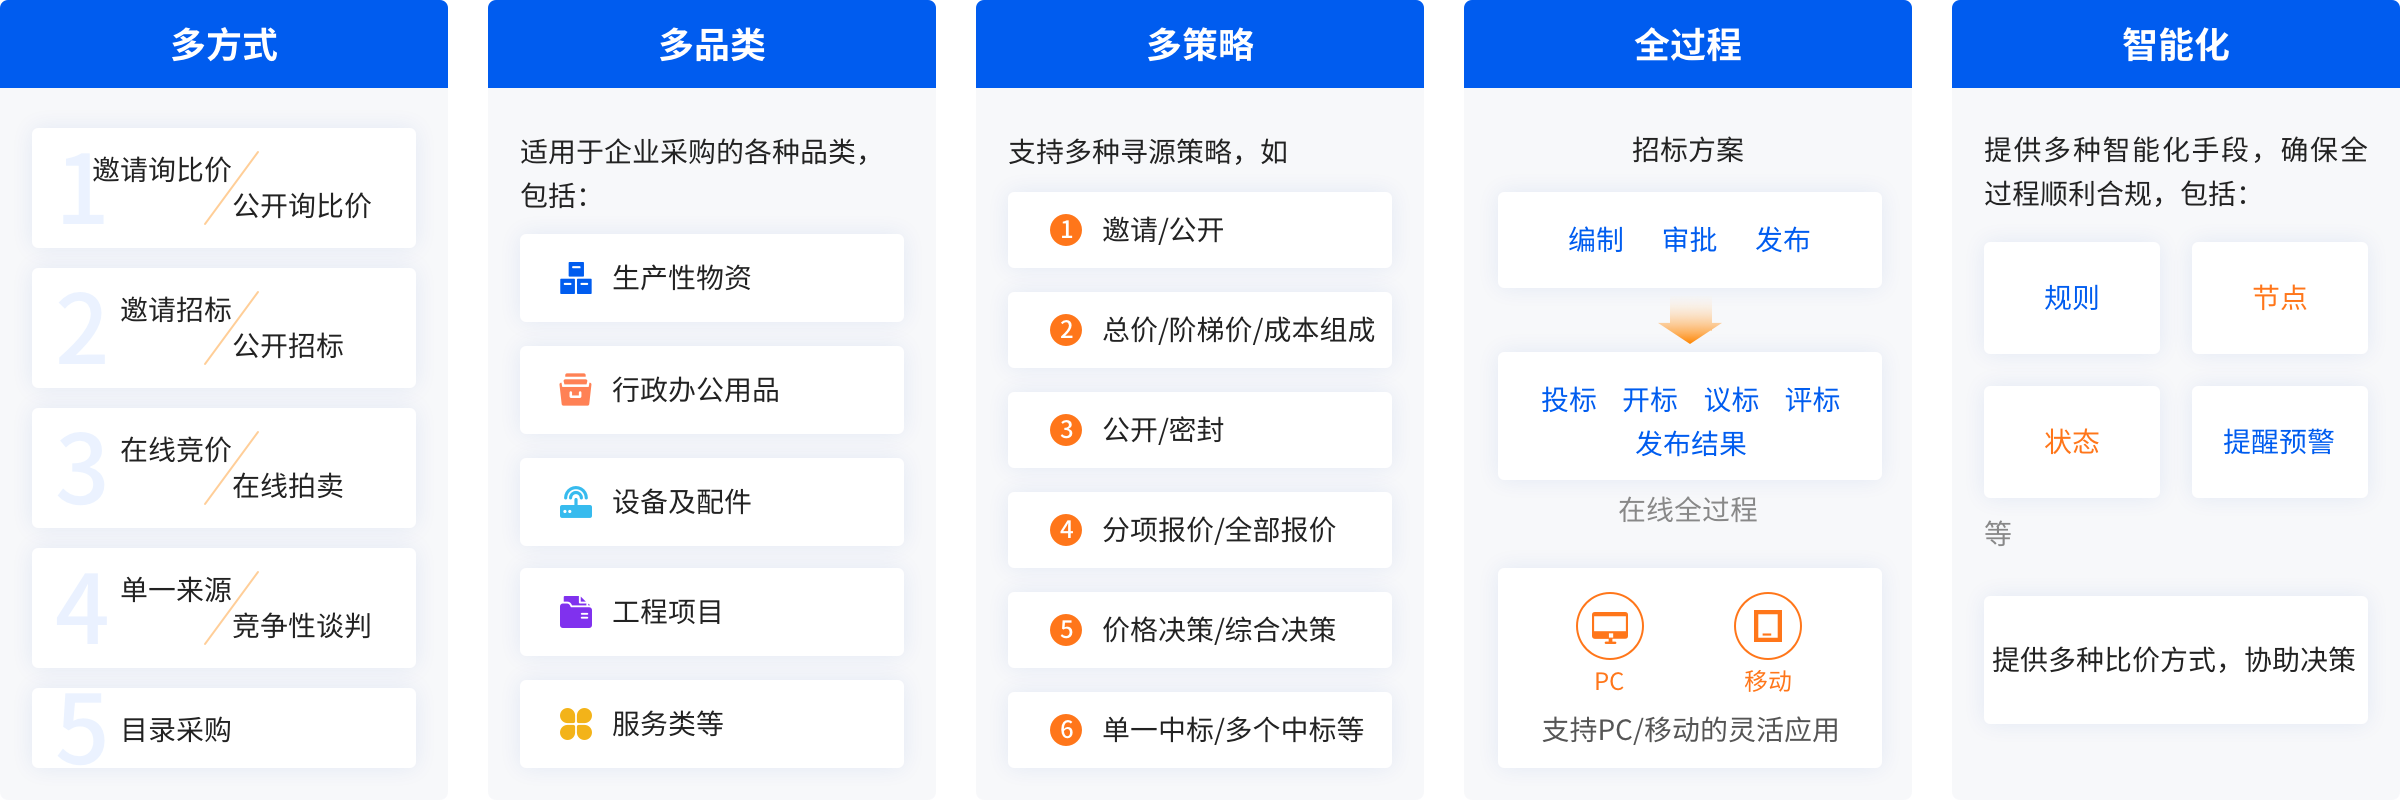 多方式
1
邀请询比价
公开询比价
2
邀请招标
公开招标
3
在线竞价
在线拍卖
4
单一来源
竞争性谈判
5
目录采购
多品类
适用于企业采购的各种品类，
包括：
生产性物资
行政办公用品
设备及配件
工程项目
服务类等
多策略
支持多种寻源策略，如
1 邀请/公开
2 总价/阶梯价/成本组成
3 公开/密封
4 分项报价/全部报价
5 价格决策/综合决策
6 单一中标/多个中标等
全过程
招标方案
编制 审批 发布
投标 开标 议标 评标
发布结果
在线全过程
PC 移动
支持PC/移动的灵活应用
智能化
提供多种智能化手段，确保全
过程顺利合规，包括：
规则 节点
状态 提醒预警
等
提供多种比价方式，协助决策